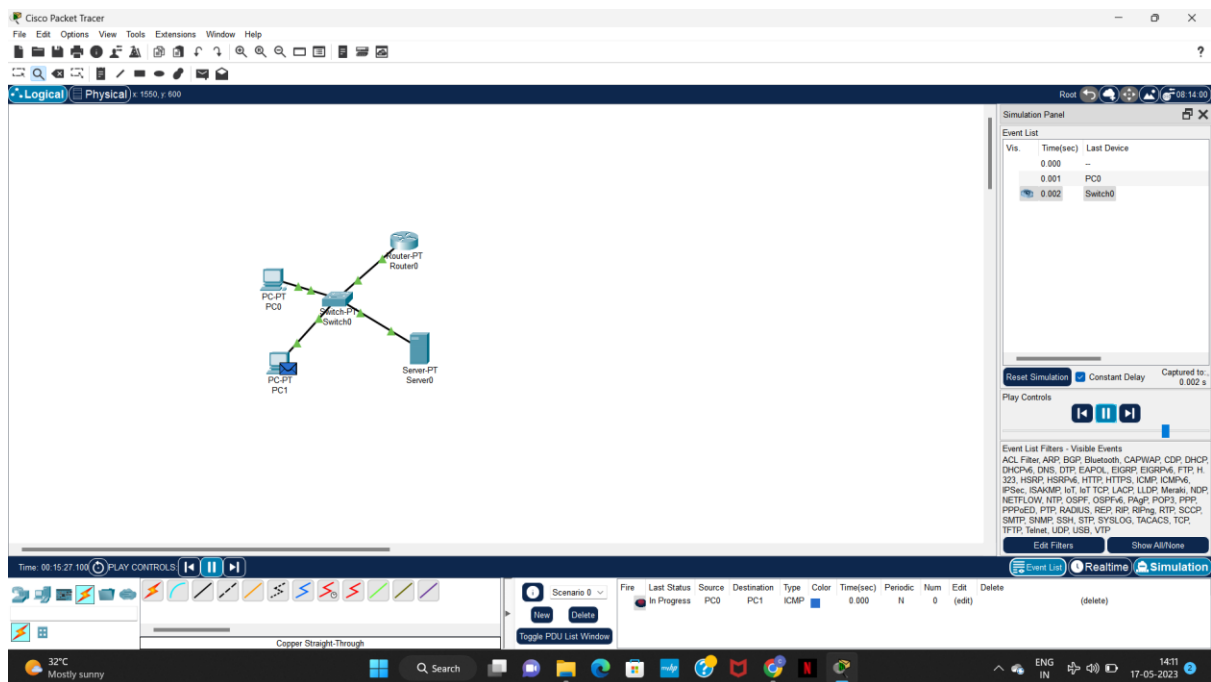 Cisco Packet Tracer
File Edit Options View Tools Extensions Window Help
?
Logical Physical x: 1550, y: 600
Root 08:14:00
Simulation Panel
Event List
Vis. Time(sec) Last Device
0.000 --
0.001 PC0
0.002 Switch0
Router-PT
Router0
PC-PT
PC0
Switch-PT
Switch0
PC-PT
PC1
Server-PT
Server0
Reset Simulation Constant Delay Captured to:..
0.002 s
Play Controls
Event List Filters - Visible Events
ACL Filter, ARP, BGP, Bluetooth, CAPWAP, CDP, DHCP,
DHCPv6, DNS, DTP, EAPOL, EIGRP, EIGRPv6, FTP, H.
323, HSRP, HSRPv6, HTTP, HTTPS, ICMP, ICMPv6,
IPSec, ISAKMP, IoT, IoT TCP, LACP, LLDP, Meraki, NDP,
NETFLOW, NTP, OSPF, OSPFv6, PAgP, POP3, PPP,
PPPoED, PTP, RADIUS, REP, RIP, RIPng, RTP, SCCP,
SMTP, SNMP, SSH, STP, SYSLOG, TACACS, TCP,
TFTP, Telnet, UDP, USB, VTP
Edit Filters Show All/None
Time: 00:15:27.100 PLAY CONTROLS:
Event List Realtime Simulation
Scenario 0
New Delete
Toggle PDU List Window
Fire Last Status Source Destination Type Color Time(sec) Periodic Num Edit Delete
In Progress PC0 PC1 ICMP 0.000 N 0 (edit) (delete)
Copper Straight-Through
32°C
Mostly sunny
Search
ENG
IN
14:11
17-05-2023
2